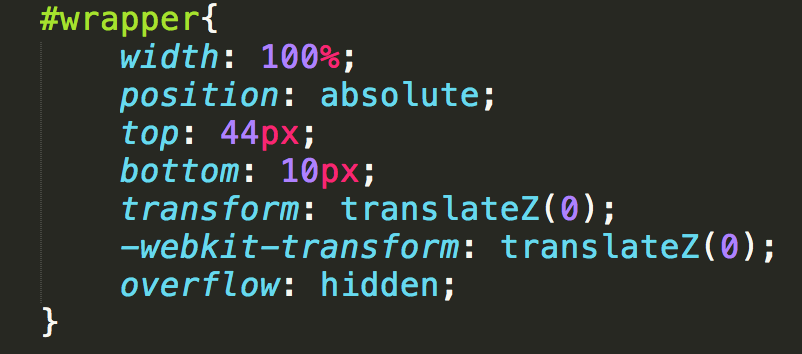 #wrapper{
    width: 100%;
    position: absolute;
    top: 44px;
    bottom: 10px;
    transform: translateZ(0);
    -webkit-transform: translateZ(0);
    overflow: hidden;
}